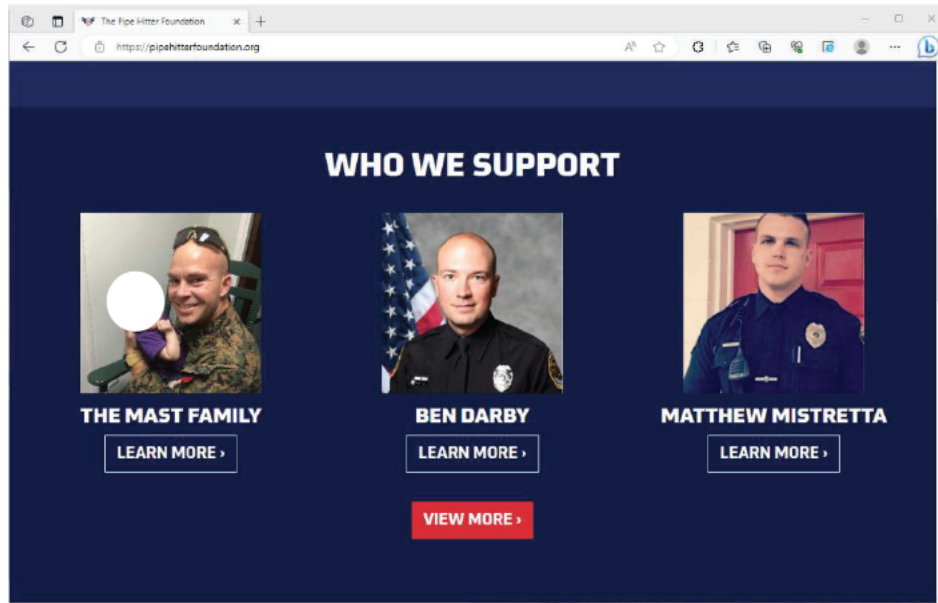 The Pipe Hitter Foundation
https://pipehitterfoundation.org
WHO WE SUPPORT
THE MAST FAMILY
BEN DARBY
MATTHEW MISTRETTA
LEARN MORE ›
LEARN MORE ›
LEARN MORE ›
VIEW MORE ›